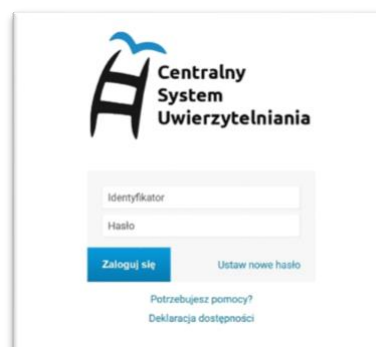 Centralny
System
Uwierzytelniania
Identyfikator
Hasło
Zaloguj się
Ustaw nowe hasło
Potrzebujesz pomocy?
Deklaracja dostępności